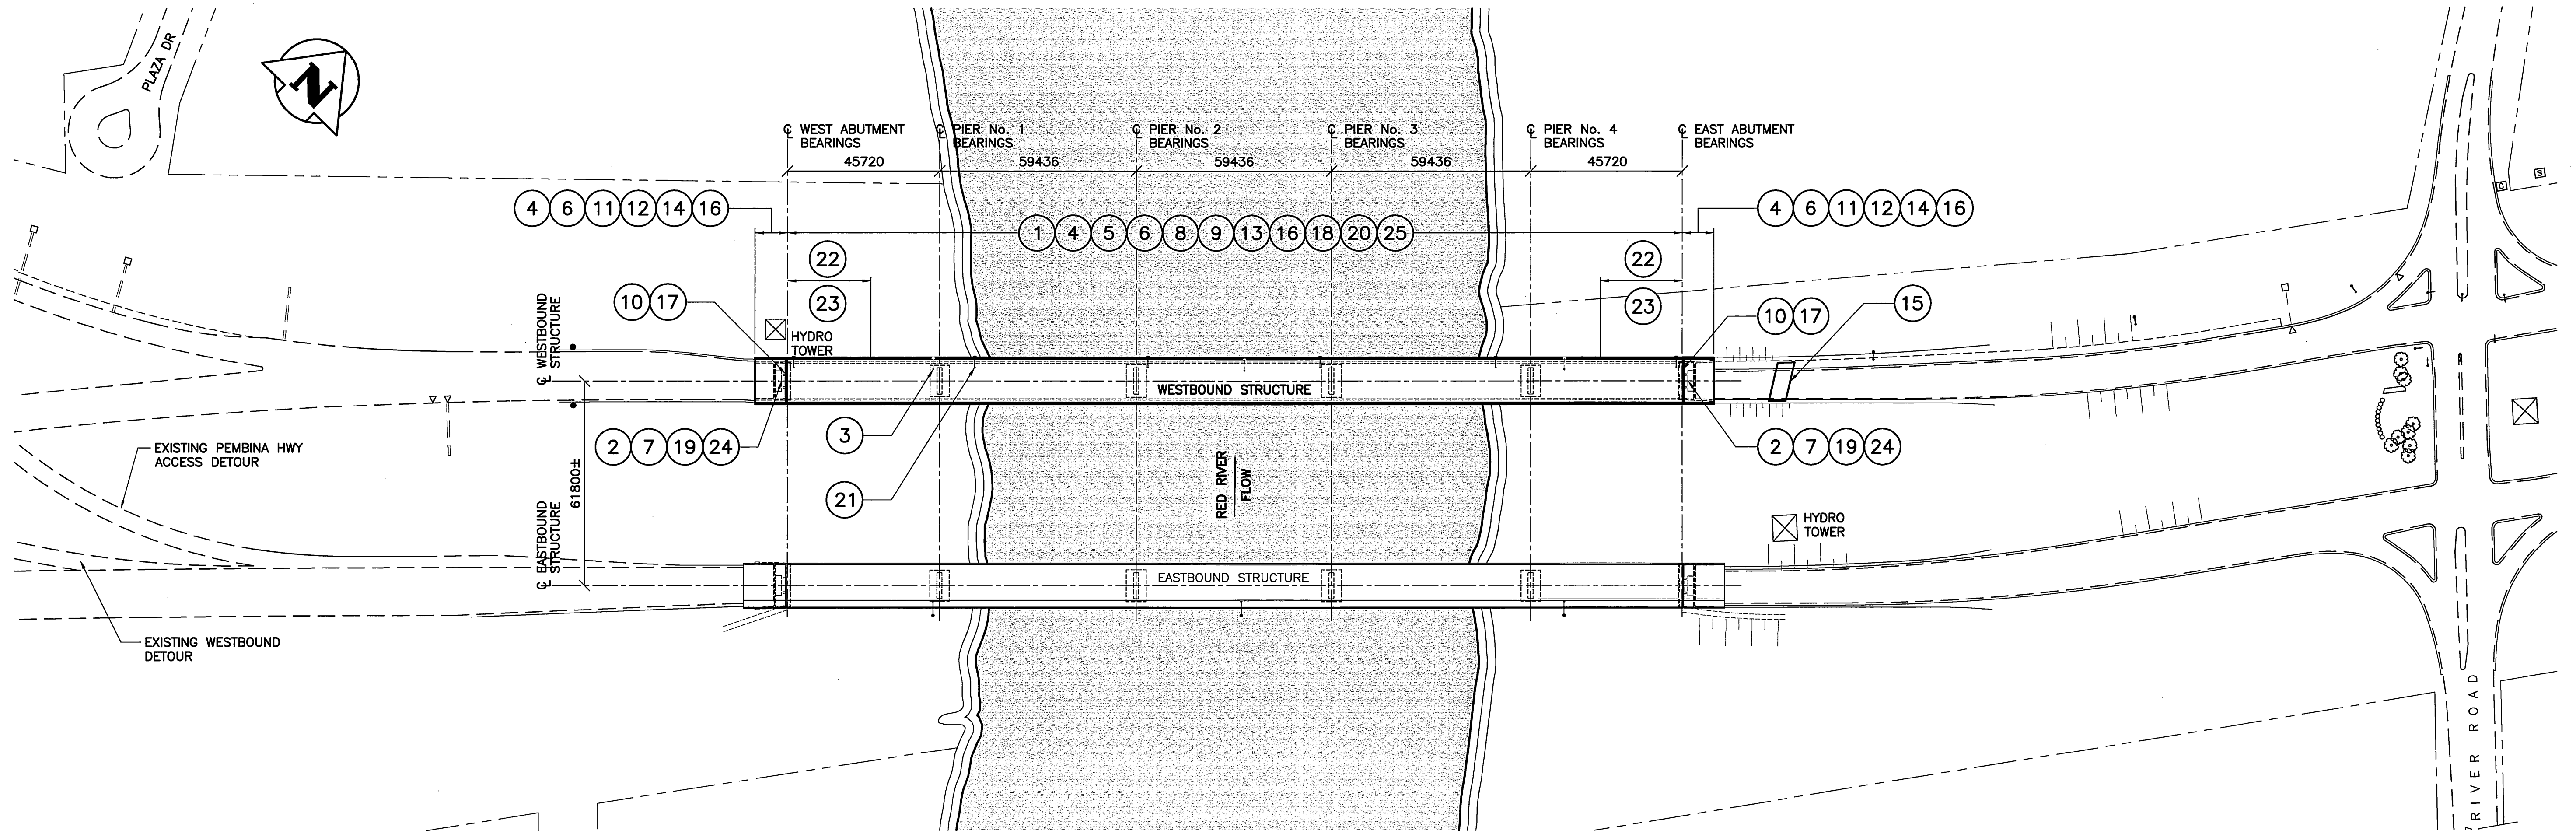 PLAZA DR
N
℄ WEST ABUTMENT
BEARINGS
℄ PIER No. 1
BEARINGS
℄ PIER No. 2
BEARINGS
℄ PIER No. 3
BEARINGS
℄ PIER No. 4
BEARINGS
℄ EAST ABUTMENT
BEARINGS
45720
59436
59436
59436
45720
C
S
4 6 11 12 14 16
1 4 5 6 8 9 13 16 18 20 25
4 6 11 12 14 16
22
23
22
23
10 17
HYDRO
TOWER
10 17
15
℄ WESTBOUND
STRUCTURE
WESTBOUND STRUCTURE
2 7 19 24
3
2 7 19 24
EXISTING PEMBINA HWY
ACCESS DETOUR
61800±
21
RED RIVER
FLOW
HYDRO
TOWER
℄ EASTBOUND
STRUCTURE
EASTBOUND STRUCTURE
EXISTING WESTBOUND
DETOUR
RIVER ROAD